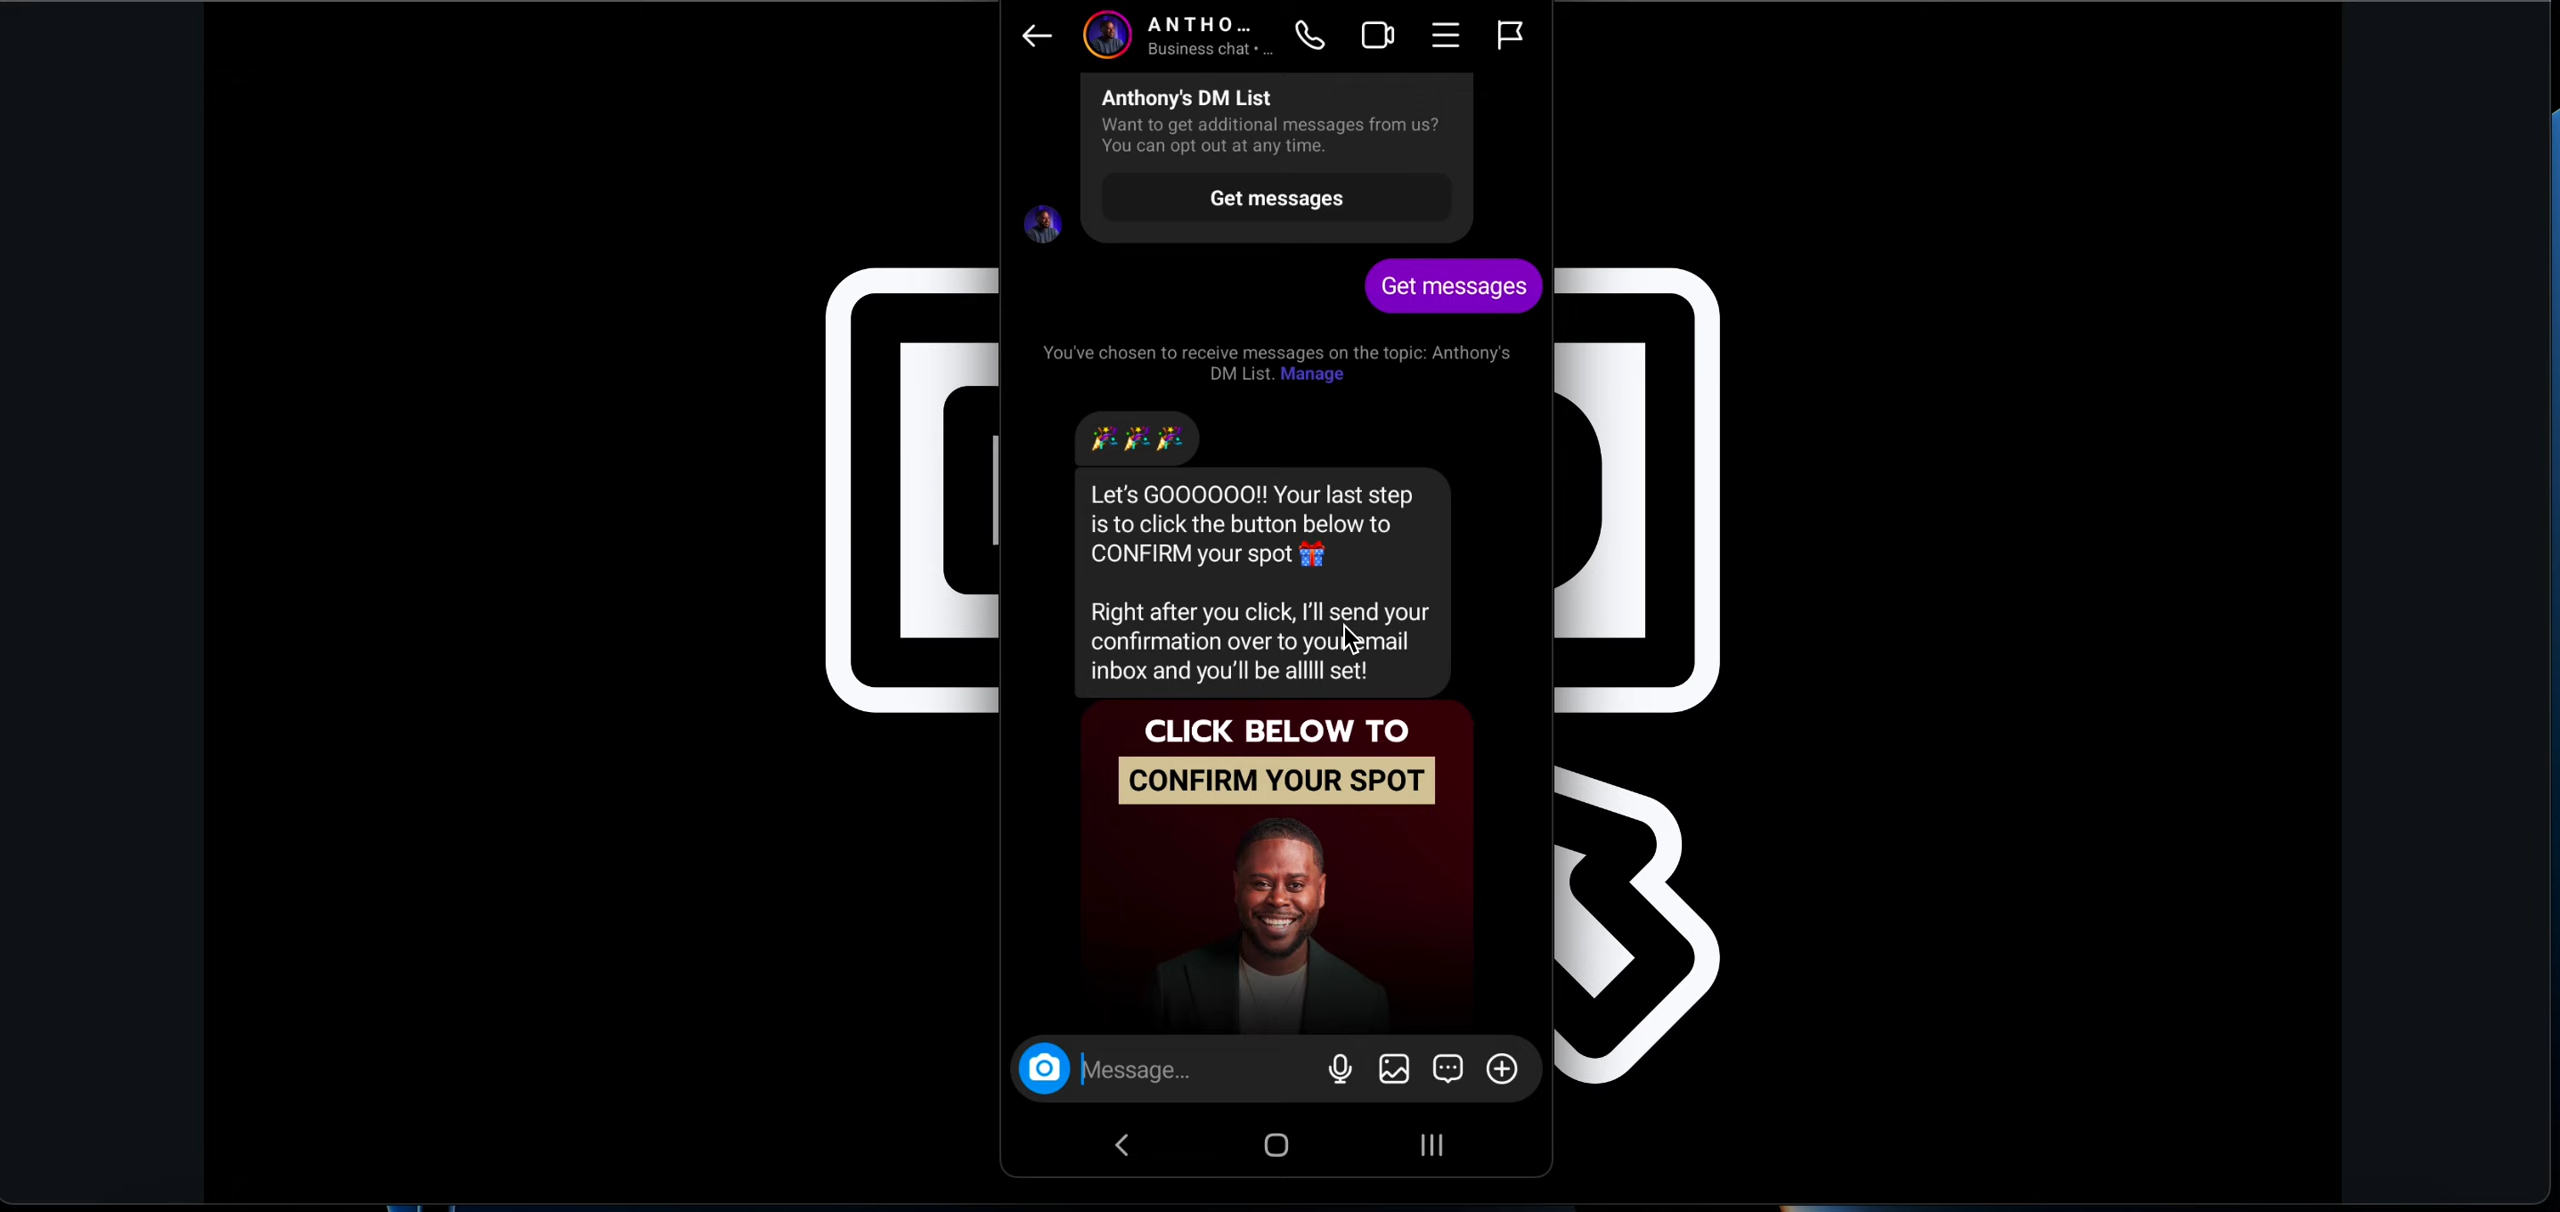 ANTHO...
Business chat • ...
Anthony's DM List
Want to get additional messages from us?
You can opt out at any time.
Get messages
Get messages
You've chosen to receive messages on the topic: Anthony's
DM List. Manage
🎉🎉🎉
Let’s GOOOOOO!! Your last step
is to click the button below to
CONFIRM your spot 🎁
Right after you click, I’ll send your
confirmation over to your email
inbox and you’ll be alllll set!
CLICK BELOW TO
CONFIRM YOUR SPOT
Message...